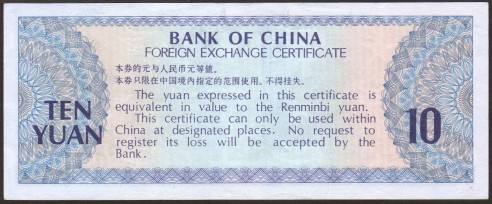 BANK OF CHINA
FOREIGN EXCHANGE CERTIFICATE
本券的元与人民币元等值。
本券只限在中国境内指定的范围使用。不得挂失。
The yuan expressed in this certificate is
equivalent in value to the Renminbi yuan.
This certificate can only be used within
China at designated places. No request to
register its loss will be accepted by the
Bank.
TEN
YUAN
10